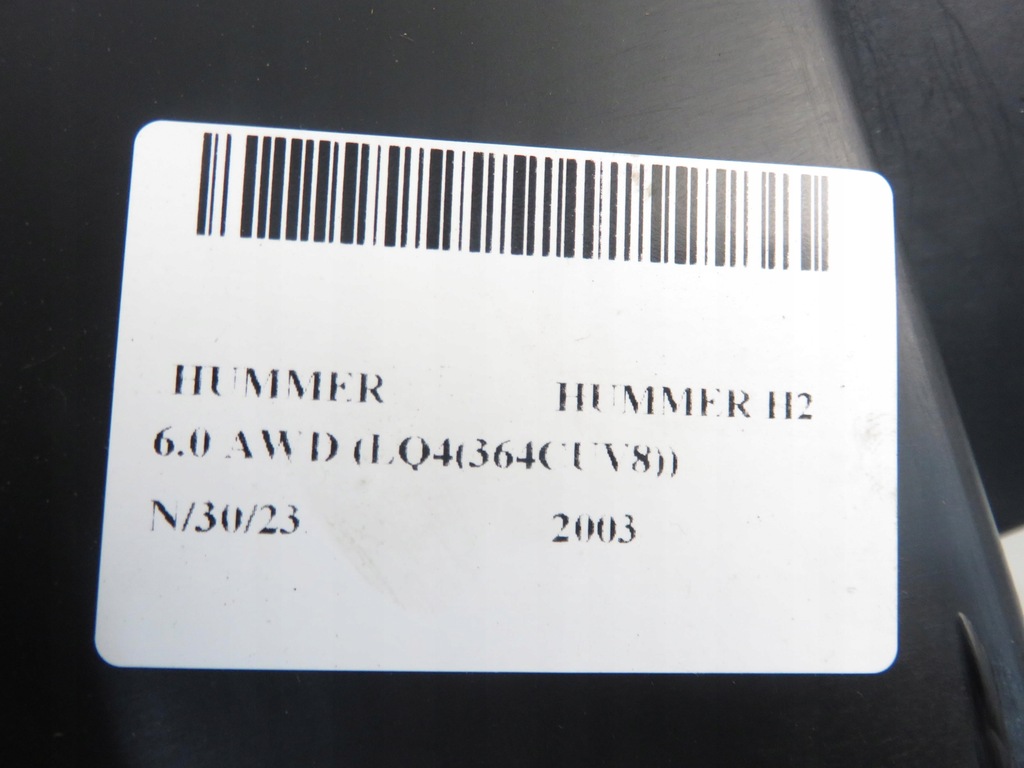 HUMMER HUMMER H2
6.0 AWD (LQ4(364CUV8))
N/30/23 2003